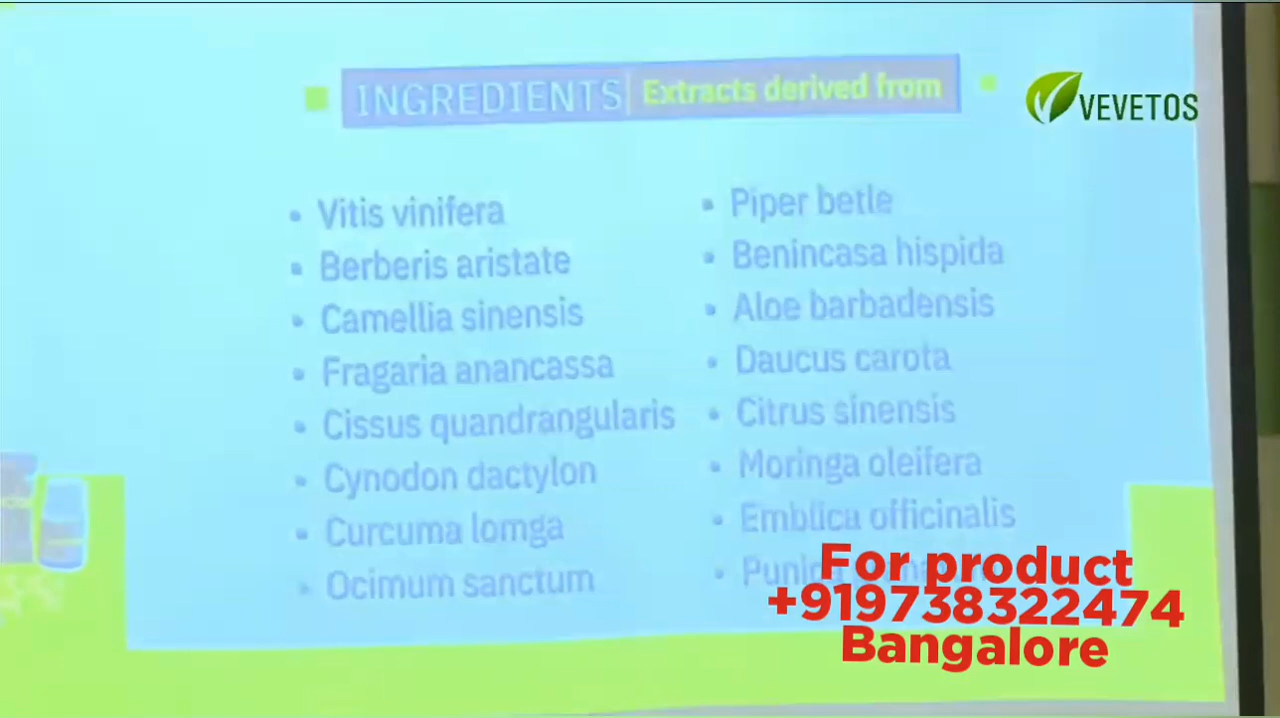 INGREDIENTS Extracts derived from
VEVETOS
• Vitis vinifera
• Berberis aristate
• Camellia sinensis
• Fragaria anancassa
• Cissus quandrangularis
• Cynodon dactylon
• Curcuma lomga
• Ocimum sanctum
• Piper betle
• Benincasa hispida
• Aloe barbadensis
• Daucus carota
• Citrus sinensis
• Moringa oleifera
• Emblica officinalis
For product
+919738322474
Bangalore